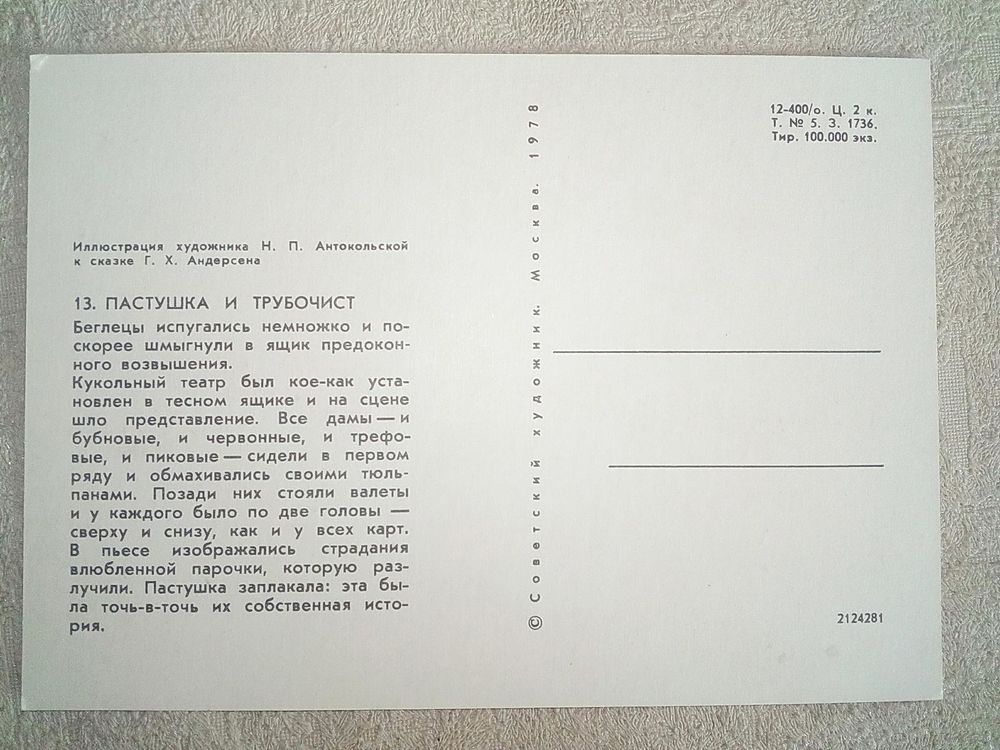 Иллюстрация художника Н. П. Антокольской
к сказке Г. Х. Андерсена
13. ПАСТУШКА И ТРУБОЧИСТ
Беглецы испугались немножко и по-
скорее шмыгнули в ящик предокон-
ного возвышения.
Кукольный театр был кое-как уста-
новлен в тесном ящике и на сцене
шло представление. Все дамы — и
бубновые, и червонные, и трефо-
вые, и пиковые — сидели в первом
ряду и обмахивались своими тюль-
панами. Позади них стояли валеты
и у каждого было по две головы —
сверху и снизу, как и у всех карт.
В пьесе изображались страдания
влюбленной парочки, которую раз-
лучили. Пастушка заплакала: эта бы-
ла точь-в-точь их собственная исто-
рия.
© Советский художник. Москва. 1978
12-400/о. Ц. 2 к.
Т. № 5. З. 1736.
Тир. 100.000 экз.
2124281